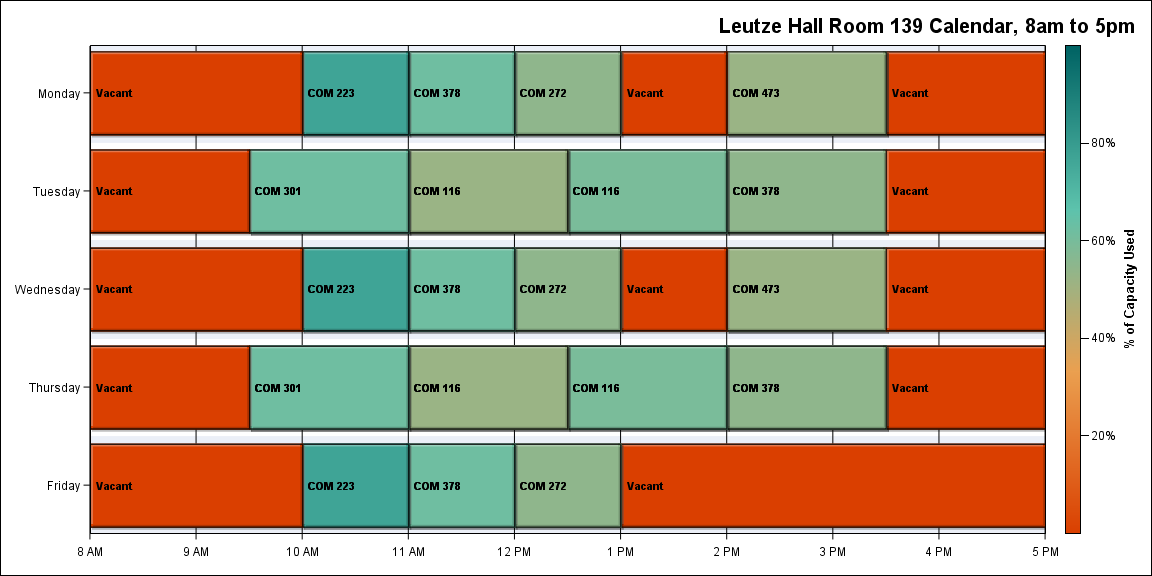 Leutze Hall Room 139 Calendar, 8am to 5pm
Monday
Vacant
COM 223
COM 378
COM 272
Vacant
COM 473
Vacant
Tuesday
Vacant
COM 301
COM 116
COM 116
COM 378
Vacant
Wednesday
Vacant
COM 223
COM 378
COM 272
Vacant
COM 473
Vacant
Thursday
Vacant
COM 301
COM 116
COM 116
COM 378
Vacant
Friday
Vacant
COM 223
COM 378
COM 272
Vacant
8 AM
9 AM
10 AM
11 AM
12 PM
1 PM
2 PM
3 PM
4 PM
5 PM
80%
60%
40%
20%
% of Capacity Used